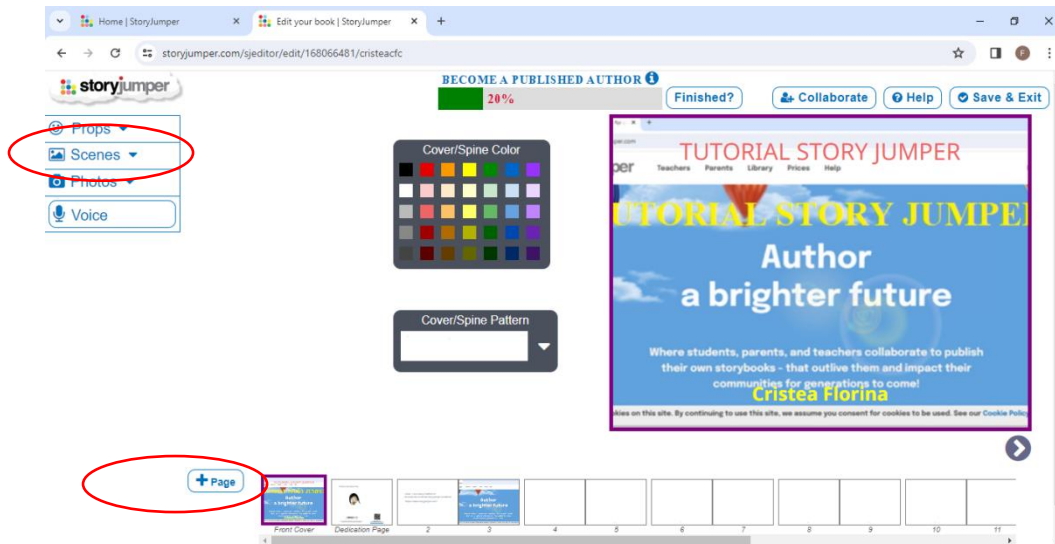 Home | StoryJumper
Edit your book | StoryJumper
storyjumper.com/sjeditor/edit/168066481/cristeacfc
F
storyjumper
BECOME A PUBLISHED AUTHOR
20%
Finished?
Collaborate
Help
Save & Exit
Props
Scenes
Photos
Voice
Cover/Spine Color
Cover/Spine Pattern
TUTORIAL STORY JUMPER
Teachers Parents Library Prices Help
UTORIAL STORY JUMPE
Author
a brighter future
Where students, parents, and teachers collaborate to publish
their own storybooks - that outlive them and impact their
communities for generations to come!
Cristea Florina
kies on this site. By continuing to use this site, we assume you consent for cookies to be used. See our Cookie Policy
+ Page
Front Cover
Dedication Page
2
3
4
5
6
7
8
9
10
11